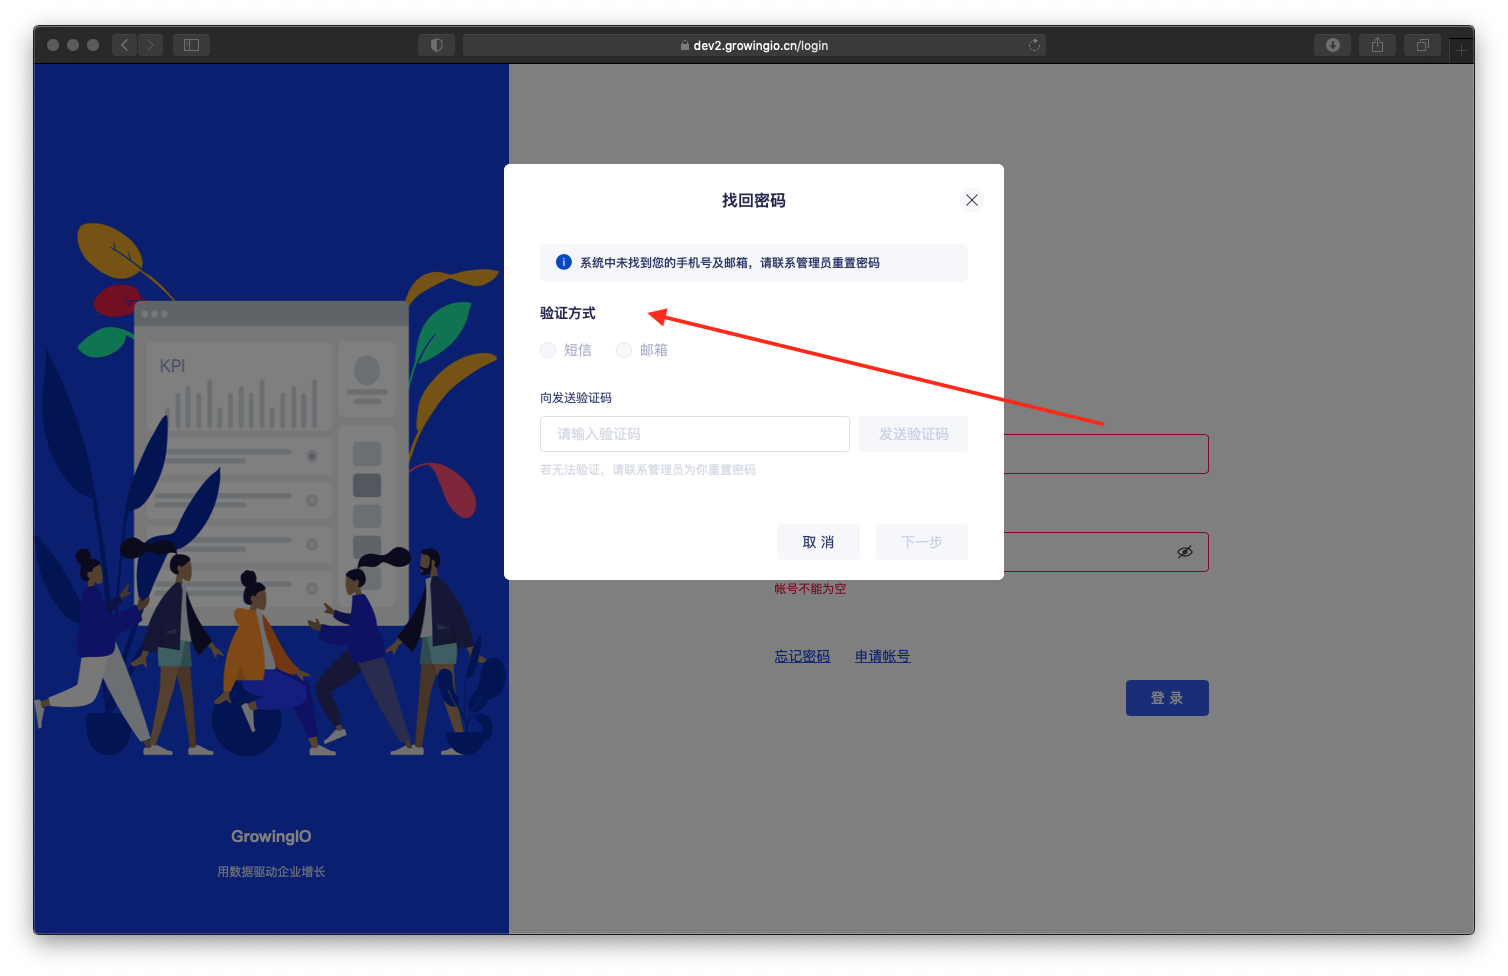 dev2.growingio.cn/login
找回密码
系统中未找到您的手机号及邮箱，请联系管理员重置密码
验证方式
短信 邮箱
向发送验证码
请输入验证码 发送验证码
若无法验证，请联系管理员为你重置密码
取 消 下一步
帐号不能为空
忘记密码 申请帐号
登 录
KPI
GrowingIO
用数据驱动企业增长